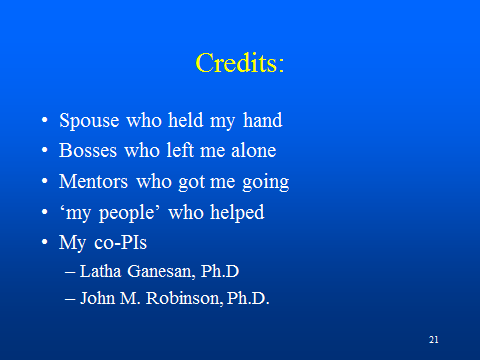 Credits:
• Spouse who held my hand
• Bosses who left me alone
• Mentors who got me going
• ‘my people’ who helped
• My co-PIs
– Latha Ganesan, Ph.D
– John M. Robinson, Ph.D.
21